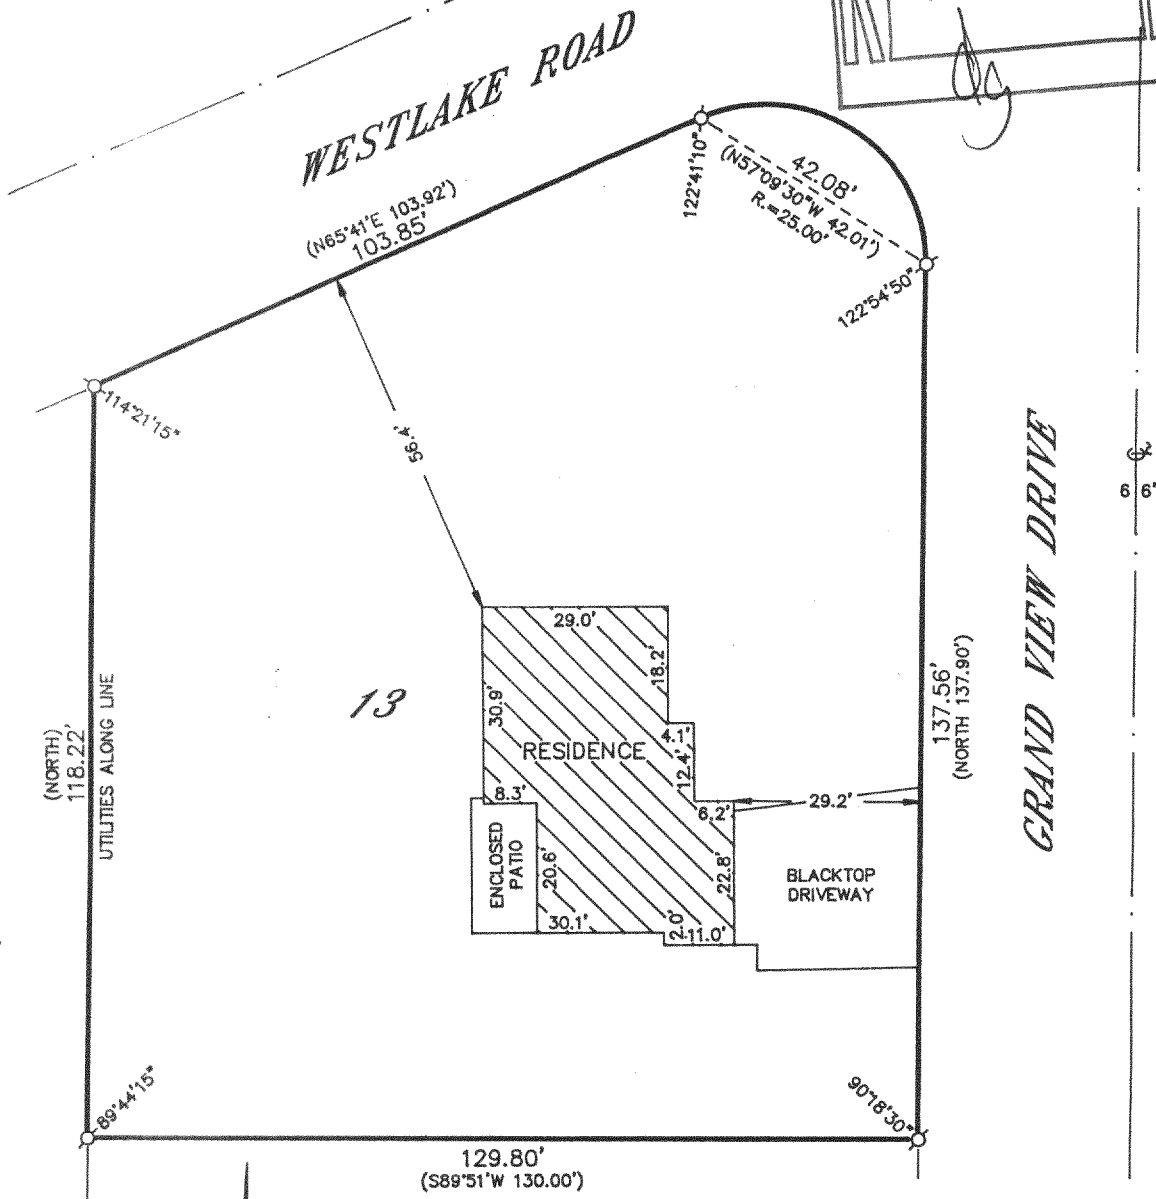 WESTLAKE ROAD
(N65°41'E 103.92')
103.85'
122°41'10"
42.08'
(N57°09'30"W 42.01')
R.=25.00'
122°54'50"
114°21'15"
56.4'
GRAND VIEW DRIVE
6 6'
137.56'
(NORTH 137.90')
29.0'
18.2'
30.9'
13
4.1'
RESIDENCE
12.4'
8.3'
6.2'
29.2'
(NORTH)
118.22'
UTILITIES ALONG LINE
ENCLOSED
PATIO
20.6'
22.8'
BLACKTOP
DRIVEWAY
30.1'
2.0'
11.0'
89°44'15"
90°18'30"
129.80'
(S89°51'W 130.00')